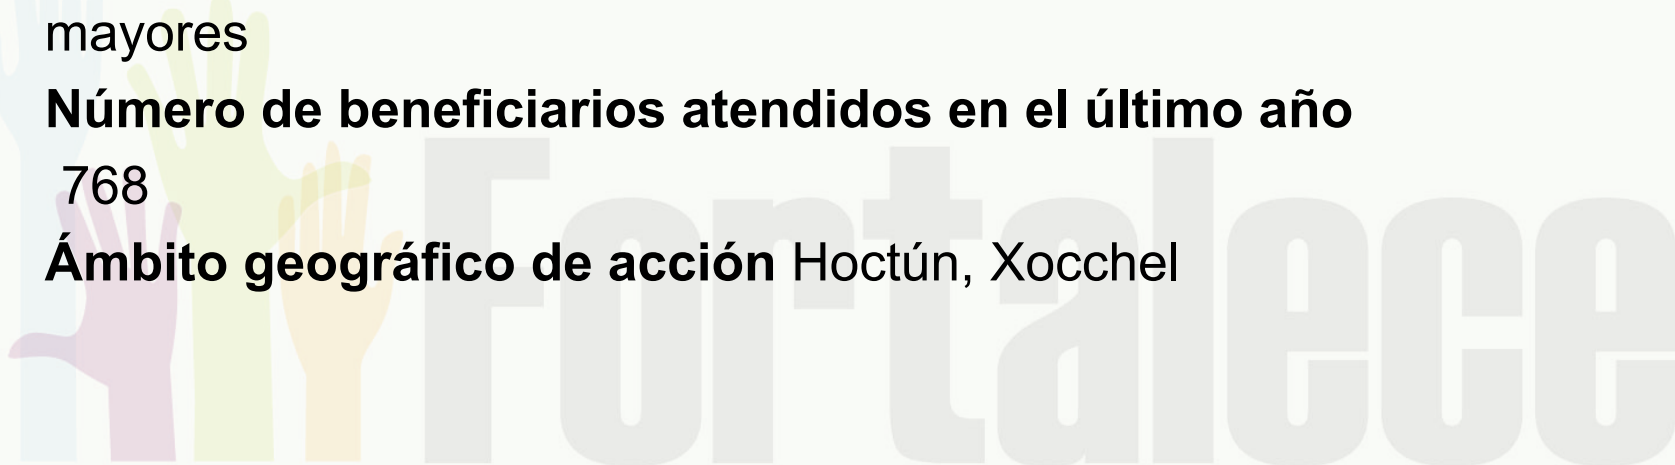 mayores
Número de beneficiarios atendidos en el último año
768
Ámbito geográfico de acción Hoctún, Xocchel
Fortalece